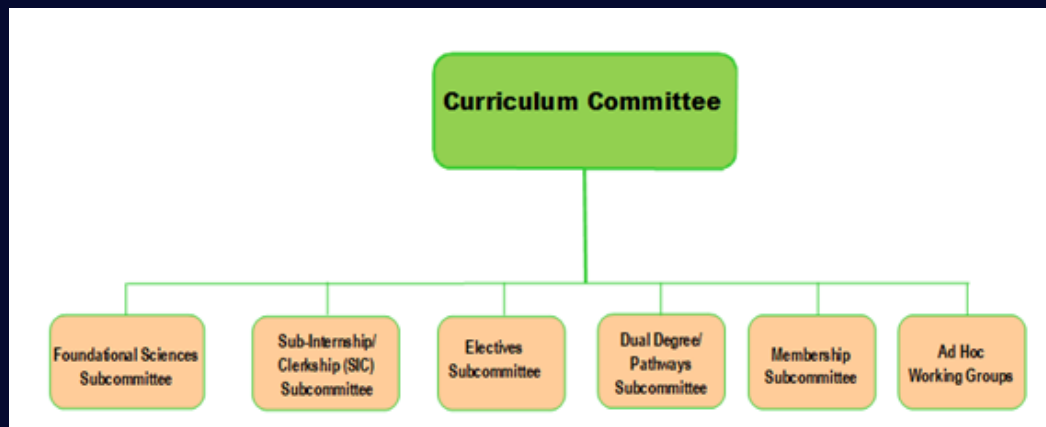 Curriculum Committee
Foundational Sciences
Subcommittee
Sub-Internship/
Clerkship (SIC)
Subcommittee
Electives
Subcommittee
Dual Degree/
Pathways
Subcommittee
Membership
Subcommittee
Ad Hoc
Working Groups